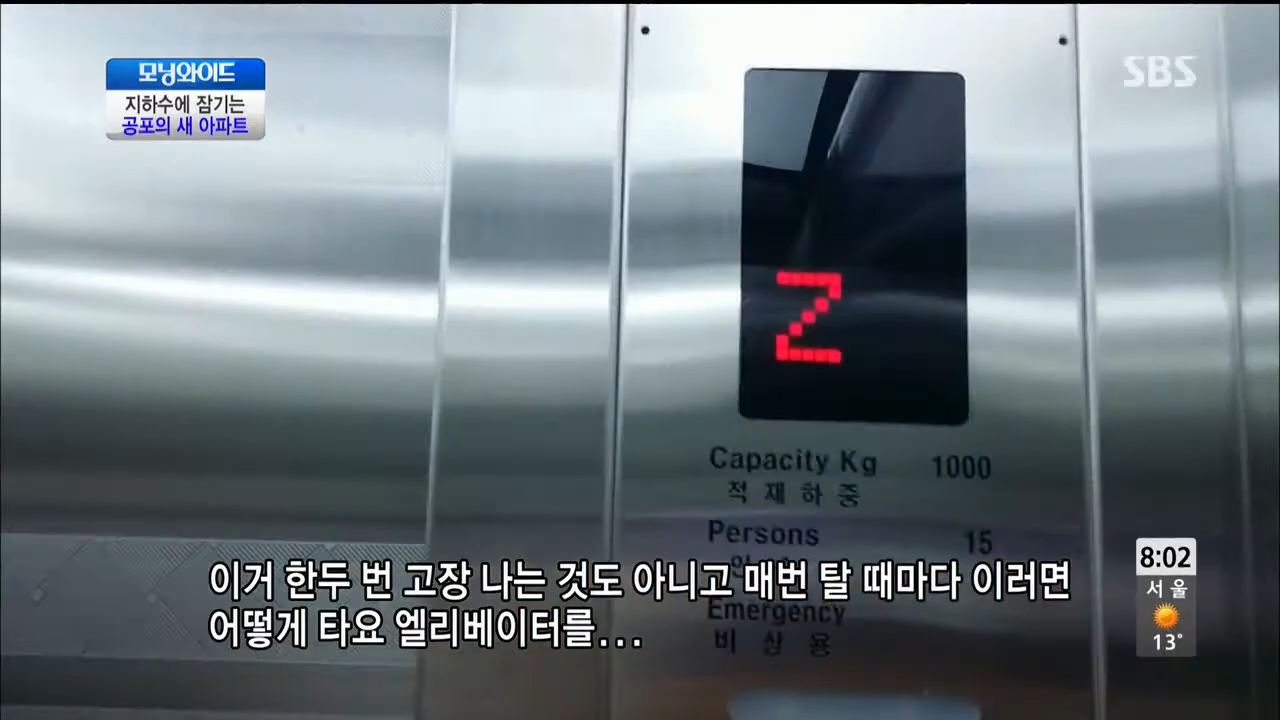 모닝와이드
지하수에 잠기는
공포의 새 아파트
SBS
Z
Capacity Kg 1000
적재하중
Persons 15
이거 한두 번 고장 나는 것도 아니고 매번 탈 때마다 이러면
어떻게 타요 엘리베이터를...
Emergency
비상용
8:02
서울
13°